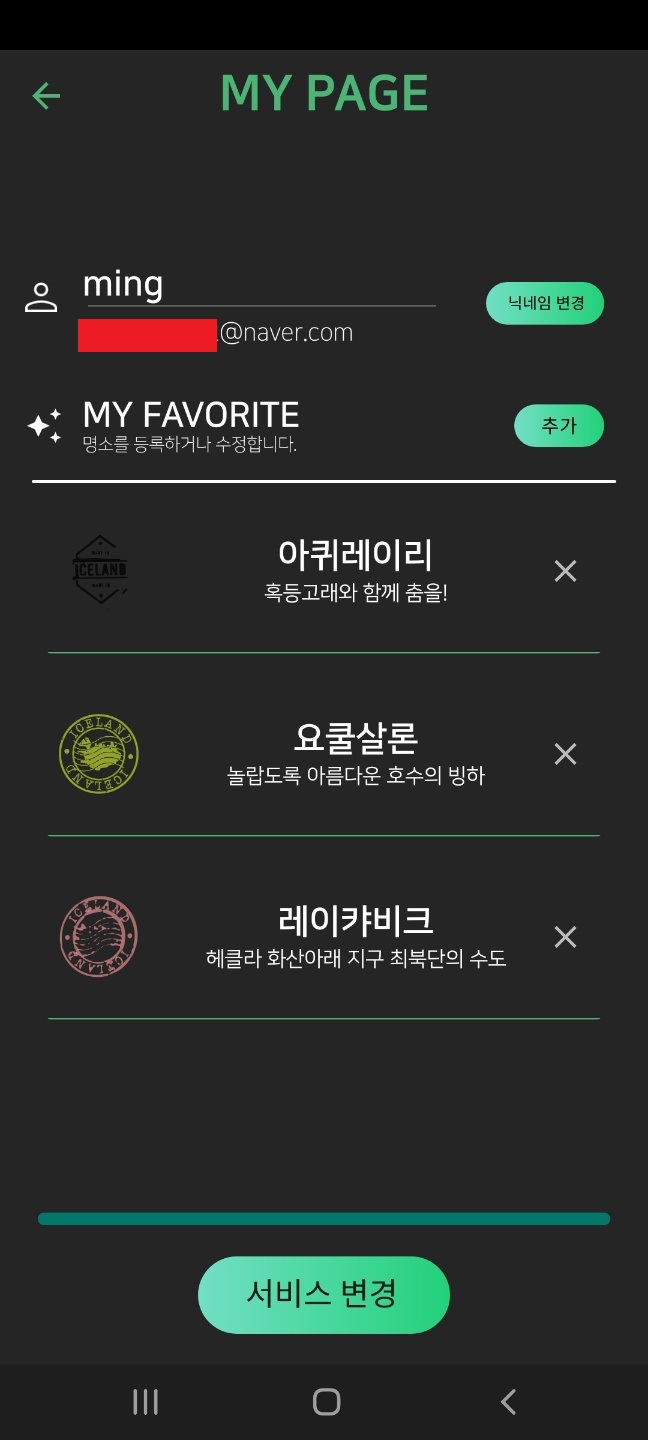 MY PAGE
ming
닉네임 변경
@naver.com
MY FAVORITE
추가
명소를 등록하거나 수정합니다.
ICELAND
아퀴레이리
혹등고래와 함께 춤을!
ICELAND
ICELAND
요쿨살론
놀랍도록 아름다운 호수의 빙하
ICELAND
ICELAND
레이캬비크
헤클라 화산아래 지구 최북단의 수도
서비스 변경